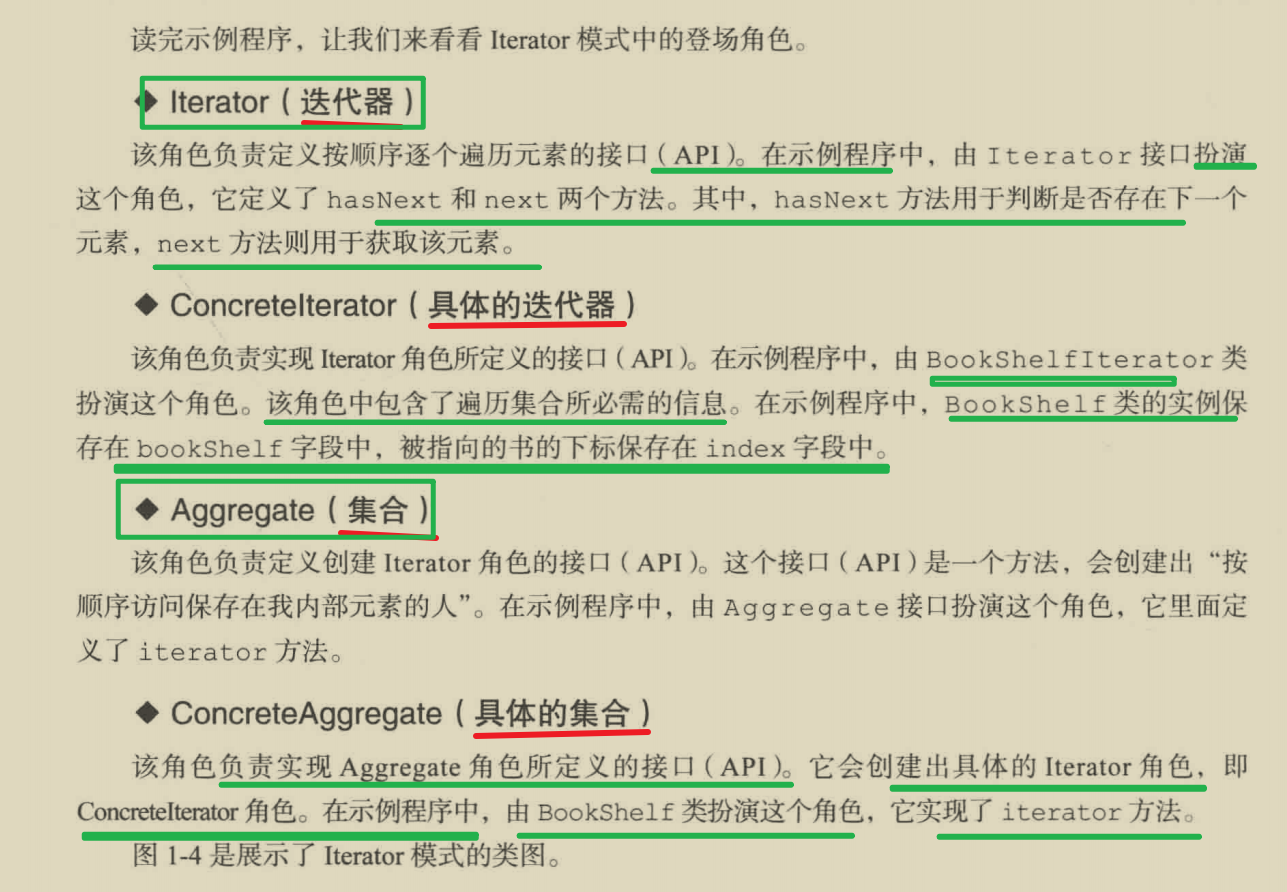 读完示例程序，让我们来看看 Iterator 模式中的登场角色。
◆ Iterator（迭代器）
该角色负责定义按顺序逐个遍历元素的接口（API）。在示例程序中，由 Iterator 接口扮演
这个角色，它定义了 hasNext 和 next 两个方法。其中，hasNext 方法用于判断是否存在下一个
元素，next 方法则用于获取该元素。
◆ ConcreteIterator（具体的迭代器）
该角色负责实现 Iterator 角色所定义的接口（API）。在示例程序中，由 BookShelfIterator 类
扮演这个角色。该角色中包含了遍历集合所必需的信息。在示例程序中，BookShelf 类的实例保
存在 bookShelf 字段中，被指向的书的下标保存在 index 字段中。
◆ Aggregate（集合）
该角色负责定义创建 Iterator 角色的接口（API）。这个接口（API）是一个方法，会创建出“按
顺序访问保存在我内部元素的人”。在示例程序中，由 Aggregate 接口扮演这个角色，它里面定
义了 iterator 方法。
◆ ConcreteAggregate（具体的集合）
该角色负责实现 Aggregate 角色所定义的接口（API）。它会创建出具体的 Iterator 角色，即
ConcreteIterator 角色。在示例程序中，由 BookShelf 类扮演这个角色，它实现了 iterator 方法。
图 1-4 是展示了 Iterator 模式的类图。